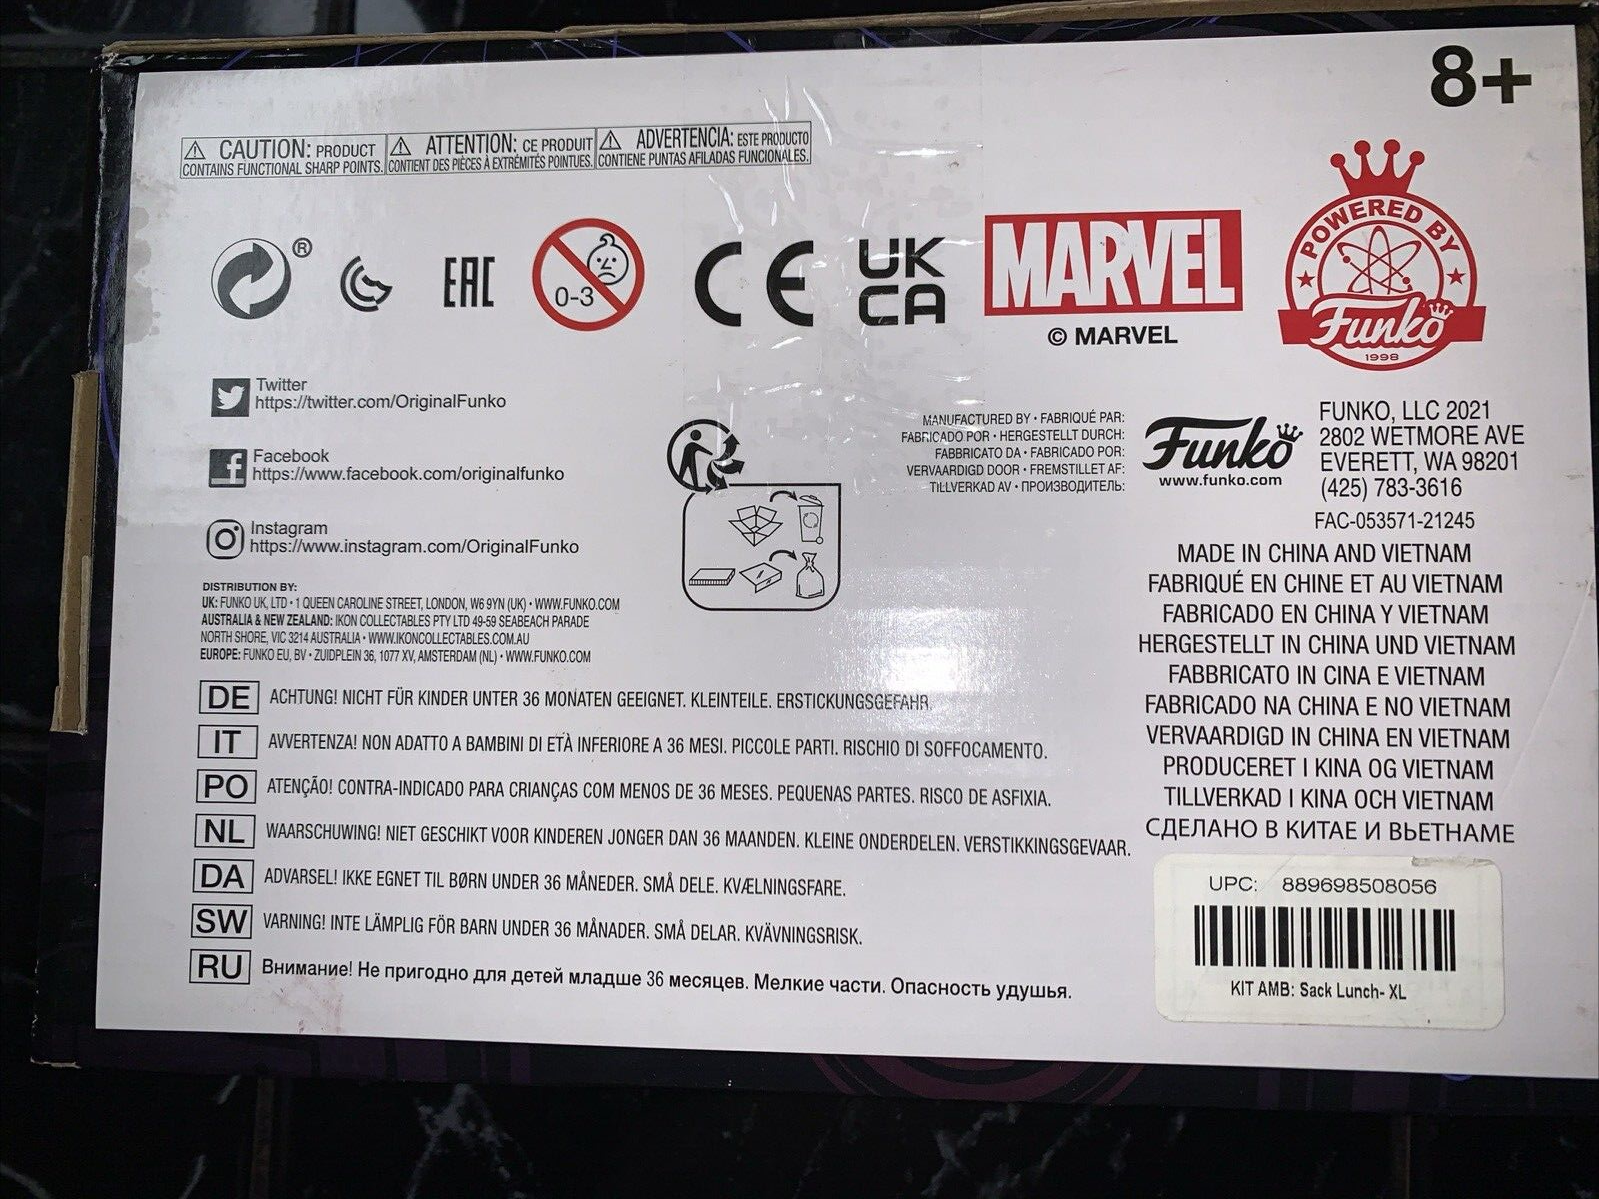 8+
⚠ CAUTION: PRODUCT
CONTAINS FUNCTIONAL SHARP POINTS.
⚠ ATTENTION: CE PRODUIT
CONTIENT DES PIÈCES À EXTRÉMITÉS POINTUES.
⚠ ADVERTENCIA: ESTE PRODUCTO
CONTIENE PUNTAS AFILADAS FUNCIONALES.
®
EAC
0-3
CE
UK
CA
MARVEL
© MARVEL
POWERED BY
Funko
1998
Twitter
https://twitter.com/OriginalFunko
Facebook
https://www.facebook.com/originalfunko
Instagram
https://www.instagram.com/OriginalFunko
MANUFACTURED BY • FABRIQUÉ PAR:
FABRICADO POR • HERGESTELLT DURCH:
FABBRICATO DA • FABRICADO POR:
VERVAARDIGD DOOR • FREMSTILLET AF:
TILLVERKAD AV • ПРОИЗВОДИТЕЛЬ:
Funko
www.funko.com
FUNKO, LLC 2021
2802 WETMORE AVE
EVERETT, WA 98201
(425) 783-3616
FAC-053571-21245
DISTRIBUTION BY:
UK: FUNKO UK, LTD • 1 QUEEN CAROLINE STREET, LONDON, W6 9YN (UK) • WWW.FUNKO.COM
AUSTRALIA & NEW ZEALAND: IKON COLLECTABLES PTY LTD 49-59 SEABEACH PARADE
NORTH SHORE, VIC 3214 AUSTRALIA • WWW.IKONCOLLECTABLES.COM.AU
EUROPE: FUNKO EU, BV • ZUIDPLEIN 36, 1077 XV, AMSTERDAM (NL) • WWW.FUNKO.COM
DE ACHTUNG! NICHT FÜR KINDER UNTER 36 MONATEN GEEIGNET. KLEINTEILE. ERSTICKUNGSGEFAHR.
IT AVVERTENZA! NON ADATTO A BAMBINI DI ETÀ INFERIORE A 36 MESI. PICCOLE PARTI. RISCHIO DI SOFFOCAMENTO.
PO ATENÇÃO! CONTRA-INDICADO PARA CRIANÇAS COM MENOS DE 36 MESES. PEQUENAS PARTES. RISCO DE ASFIXIA.
NL WAARSCHUWING! NIET GESCHIKT VOOR KINDEREN JONGER DAN 36 MAANDEN. KLEINE ONDERDELEN. VERSTIKKINGSGEVAAR.
DA ADVARSEL! IKKE EGNET TIL BØRN UNDER 36 MÅNEDER. SMÅ DELE. KVÆLNINGSFARE.
SW VARNING! INTE LÄMPLIG FÖR BARN UNDER 36 MÅNADER. SMÅ DELAR. KVÄVNINGSRISK.
RU Внимание! Не пригодно для детей младше 36 месяцев. Мелкие части. Опасность удушья.
MADE IN CHINA AND VIETNAM
FABRIQUÉ EN CHINE ET AU VIETNAM
FABRICADO EN CHINA Y VIETNAM
HERGESTELLT IN CHINA UND VIETNAM
FABBRICATO IN CINA E VIETNAM
FABRICADO NA CHINA E NO VIETNAM
VERVAARDIGD IN CHINA EN VIETNAM
PRODUCERET I KINA OG VIETNAM
TILLVERKAD I KINA OCH VIETNAM
СДЕЛАНО В КИТАЕ И ВЬЕТНАМЕ
UPC: 889698508056
KIT AMB: Sack Lunch- XL